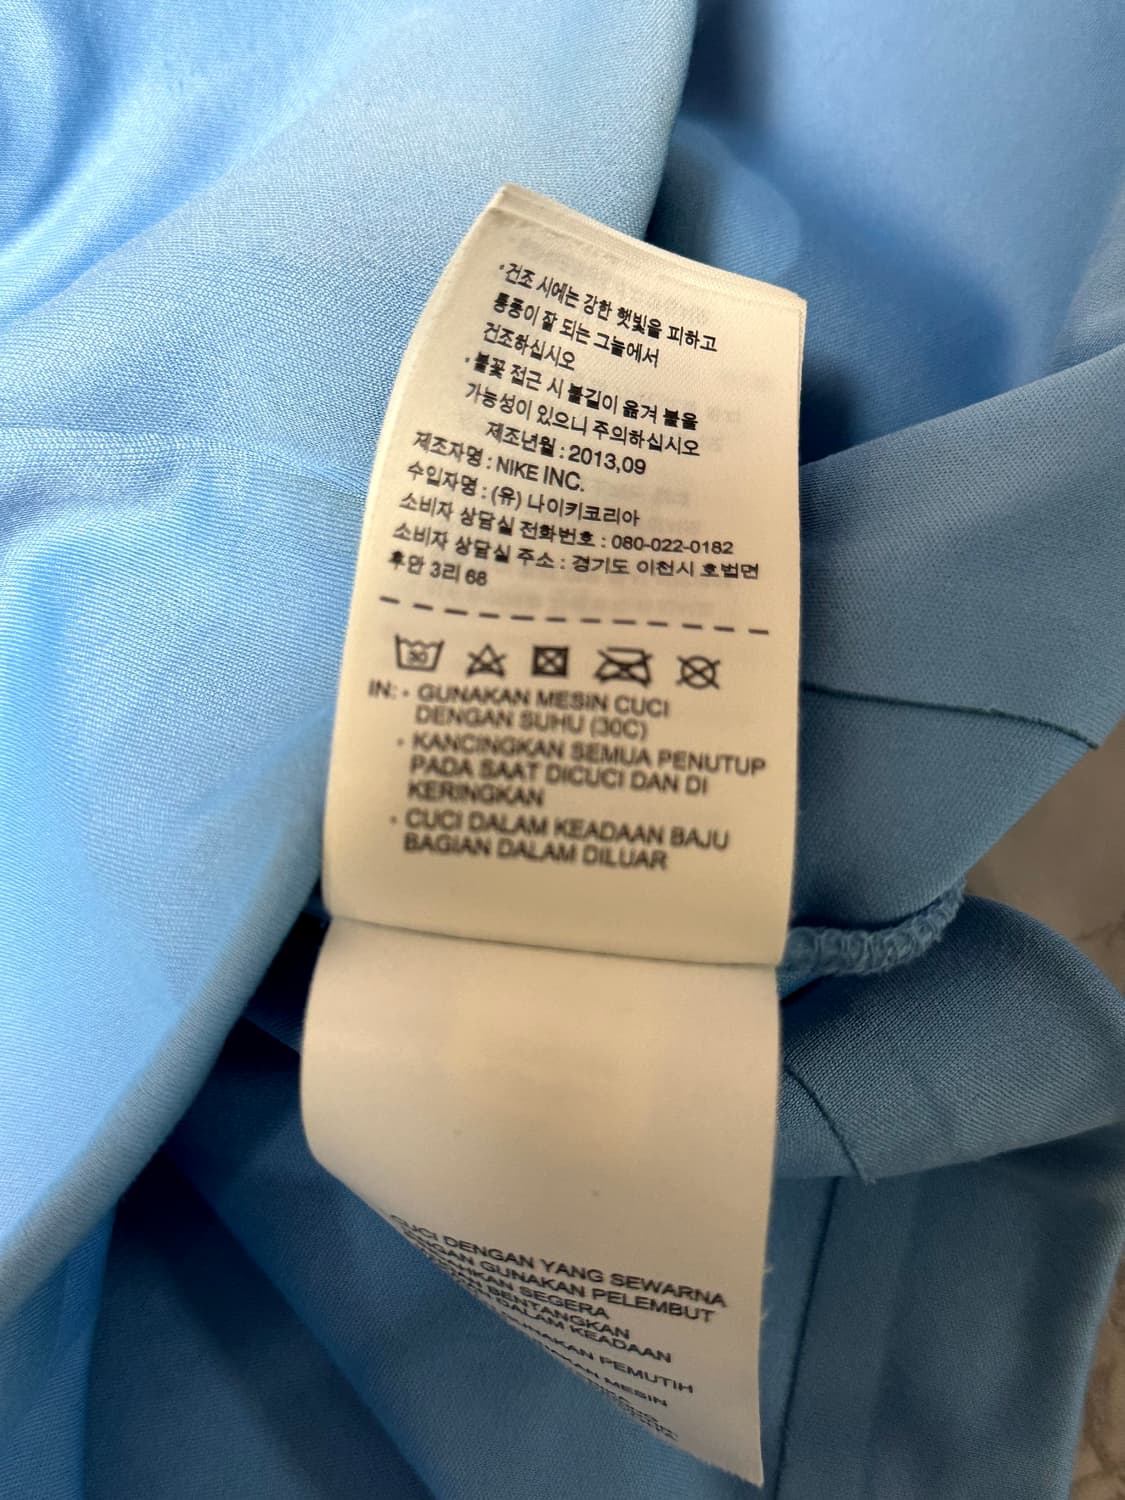 •건조 시에는 강한 햇빛을 피하고
통풍이 잘 되는 그늘에서
건조하십시오
•불꽃 접근 시 불길이 옮겨 붙을
가능성이 있으니 주의하십시오
제조년월 : 2013,09
제조자명 : NIKE INC.
수입자명 : (유) 나이키코리아
소비자 상담실 전화번호 : 080-022-0182
소비자 상담실 주소 : 경기도 이천시 호법면
후안 3리 68
30
IN: • GUNAKAN MESIN CUCI
DENGAN SUHU (30C)
• KANCINGKAN SEMUA PENUTUP
PADA SAAT DICUCI DAN DI
KERINGKAN
• CUCI DALAM KEADAAN BAJU
BAGIAN DALAM DILUAR
CUCI DENGAN YANG SEWARNA
GUNAKAN PELEMBUT
SEGERA
BENTANGKAN
DALAM KEADAAN
PEMUTIH
MESIN